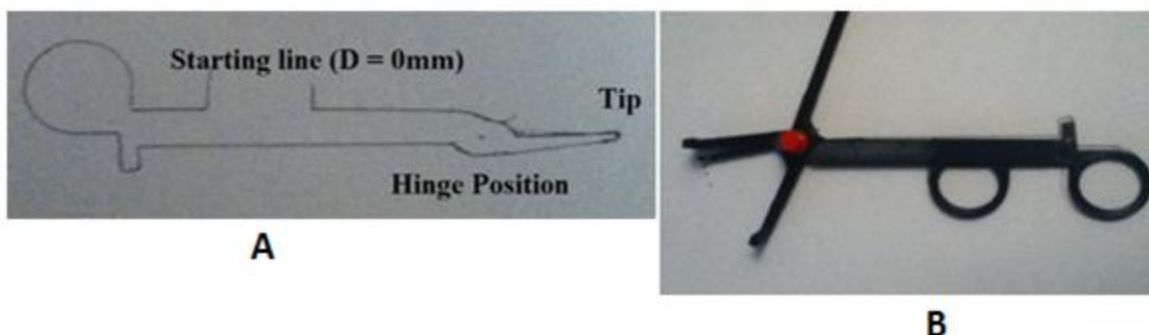 Starting line (D = 0mm)
Tip
Hinge Position
A
B